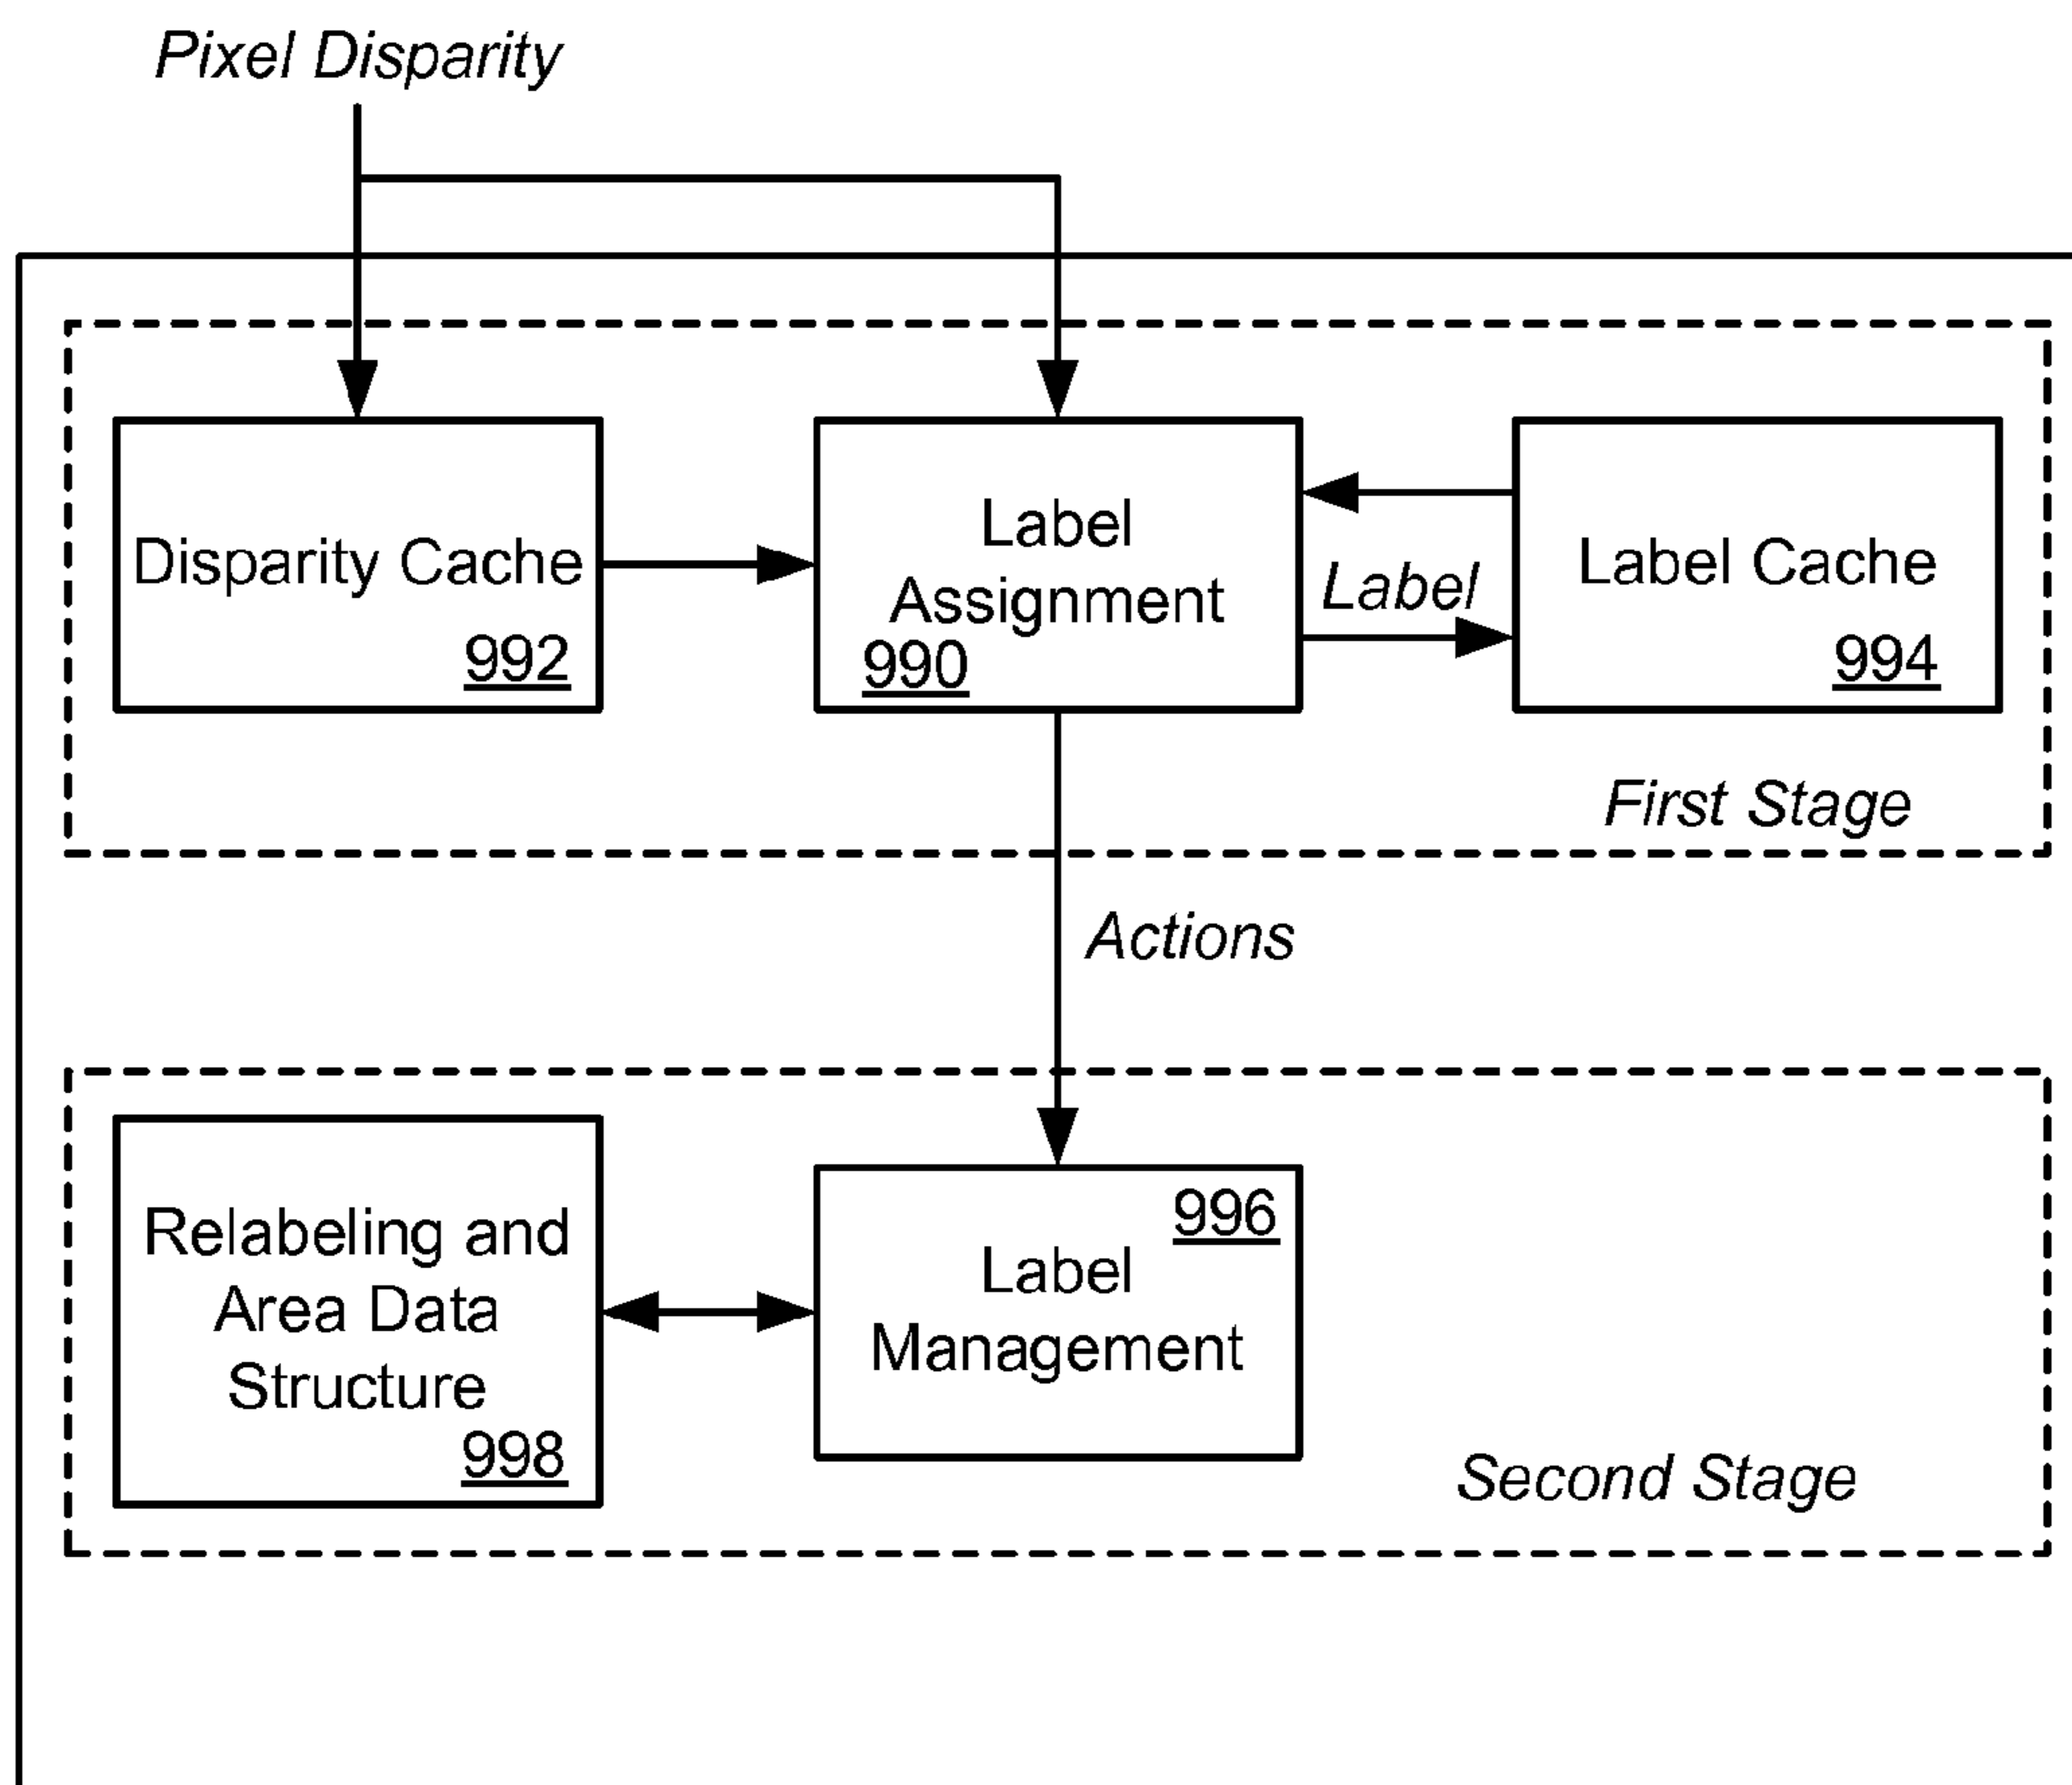 Pixel Disparity
Disparity Cache
992
Label
Assignment
990
Label
Label Cache
994
First Stage
Actions
Relabeling and
Area Data
Structure
998
996
Label
Management
Second Stage